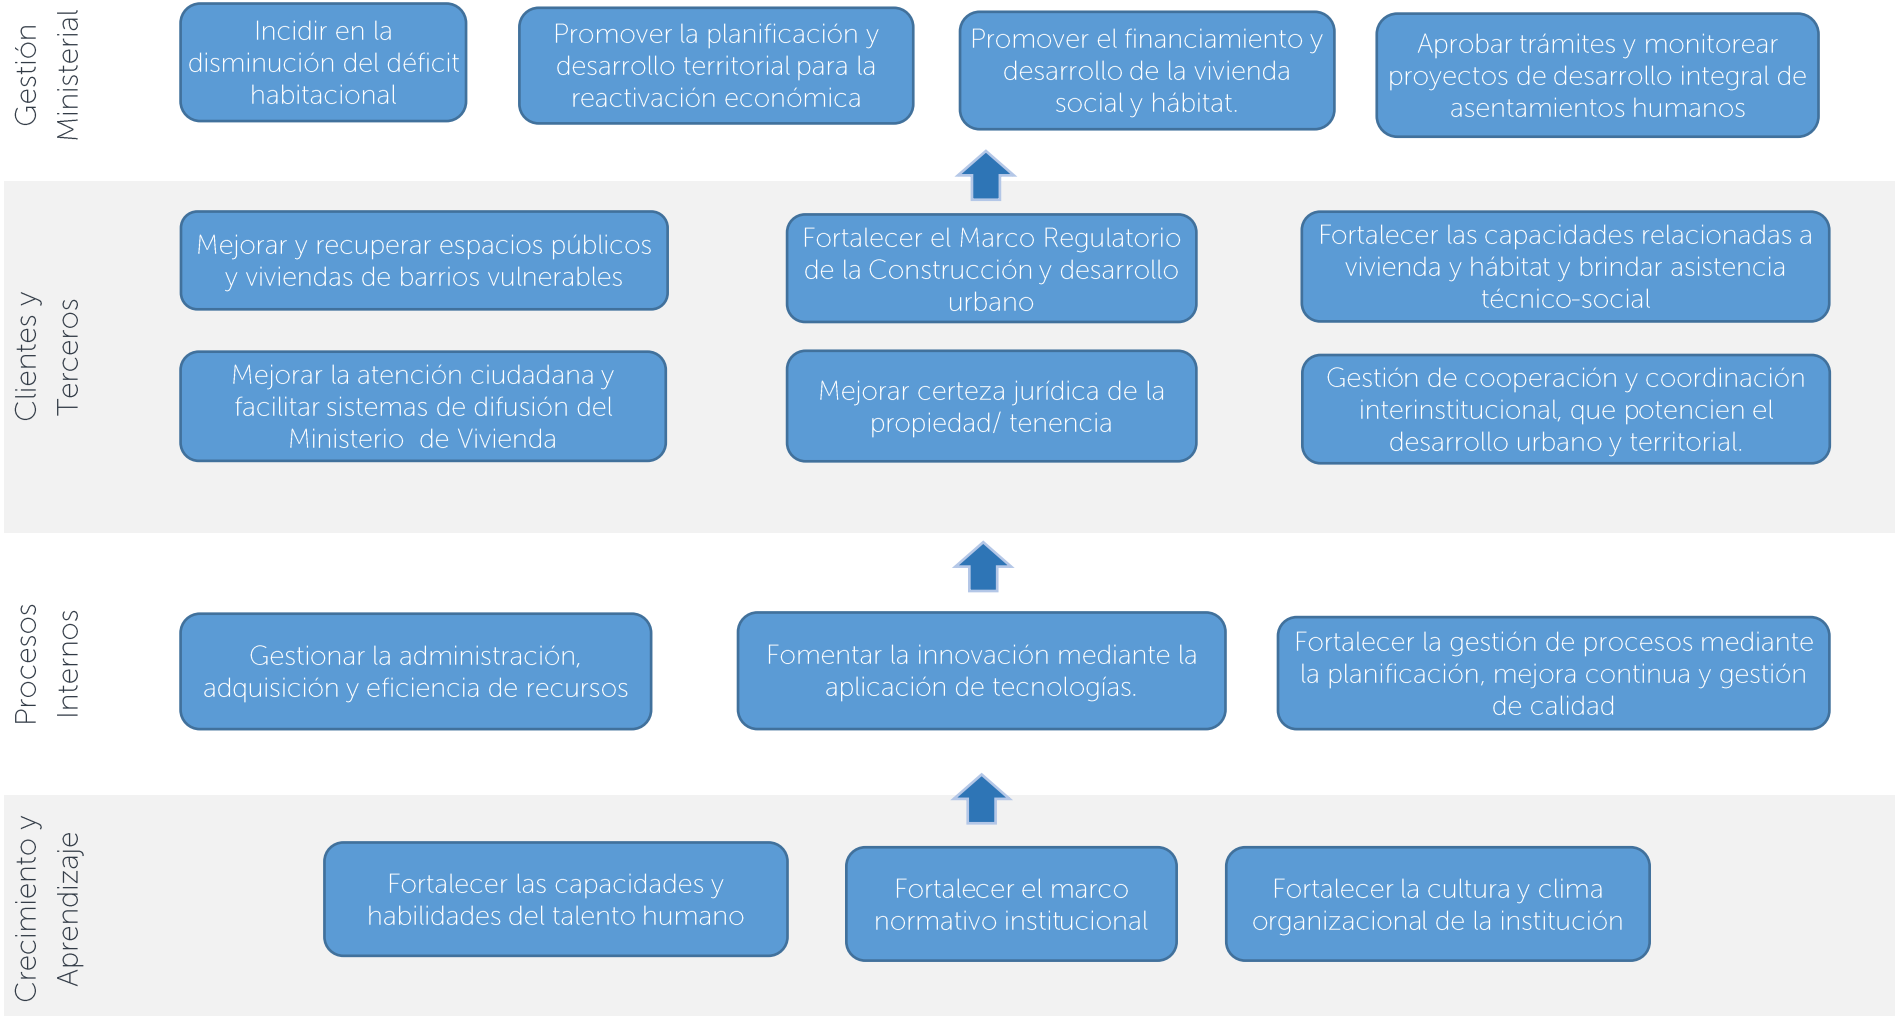 Gestión
Ministerial
Incidir en la
disminución del déficit
habitacional
Promover la planificación y
desarrollo territorial para la
reactivación económica
Promover el financiamiento y
desarrollo de la vivienda
social y hábitat.
Aprobar trámites y monitorear
proyectos de desarrollo integral de
asentamientos humanos
Clientes y
Terceros
Mejorar y recuperar espacios públicos
y viviendas de barrios vulnerables
Fortalecer el Marco Regulatorio
de la Construcción y desarrollo
urbano
Fortalecer las capacidades relacionadas a
vivienda y hábitat y brindar asistencia
técnico-social
Mejorar la atención ciudadana y
facilitar sistemas de difusión del
Ministerio de Vivienda
Mejorar certeza jurídica de la
propiedad/ tenencia
Gestión de cooperación y coordinación
interinstitucional, que potencien el
desarrollo urbano y territorial.
Procesos
Internos
Gestionar la administración,
adquisición y eficiencia de recursos
Fomentar la innovación mediante la
aplicación de tecnologías.
Fortalecer la gestión de procesos mediante
la planificación, mejora continua y gestión
de calidad
Crecimiento y
Aprendizaje
Fortalecer las capacidades y
habilidades del talento humano
Fortalecer el marco
normativo institucional
Fortalecer la cultura y clima
organizacional de la institución